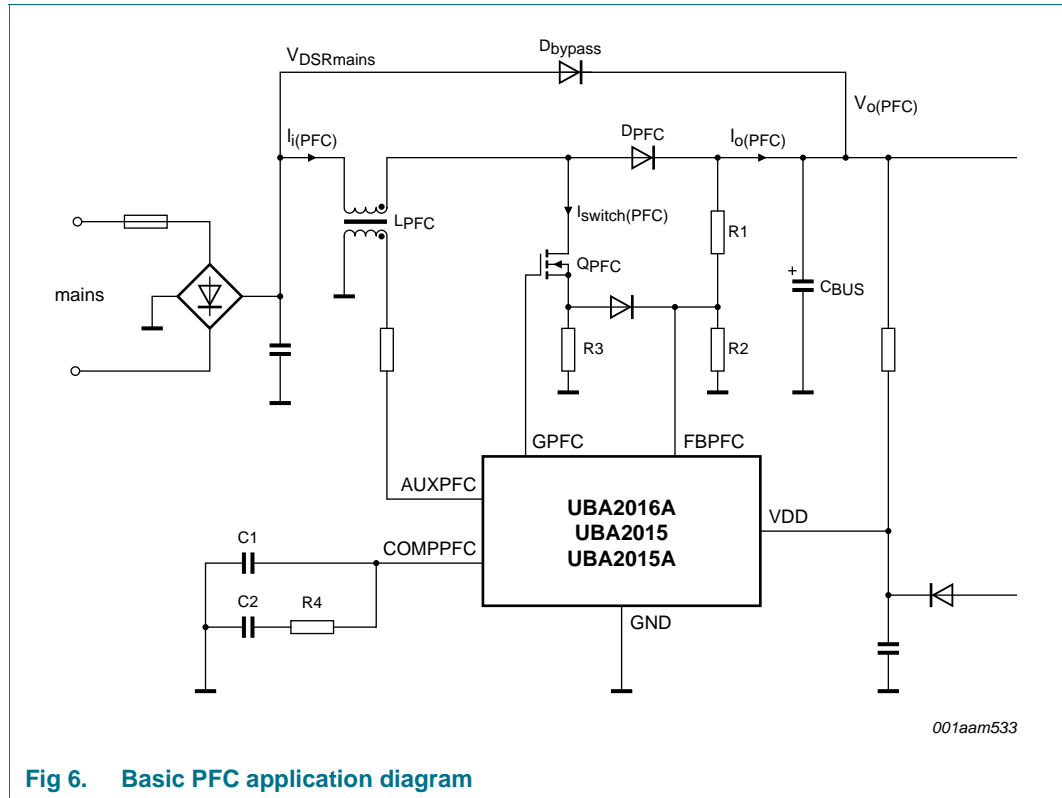 Dbypass
VDSRmains
Vo(PFC)
Ii(PFC)
DPFC
Io(PFC)
LPFC
Iswitch(PFC)
R1
QPFC
mains
+
CBUS
R3
R2
GPFC
FBPFC
AUXPFC
UBA2016A
UBA2015
UBA2015A
VDD
COMPPFC
C1
C2
R4
GND
001aam533
Fig 6. Basic PFC application diagram